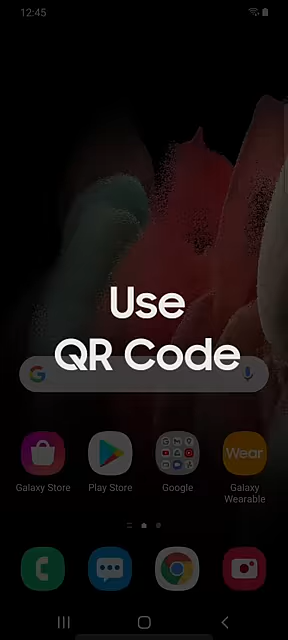 12:45
Use
QR Code
Galaxy Store
Play Store
Google
Wear
Galaxy
Wearable